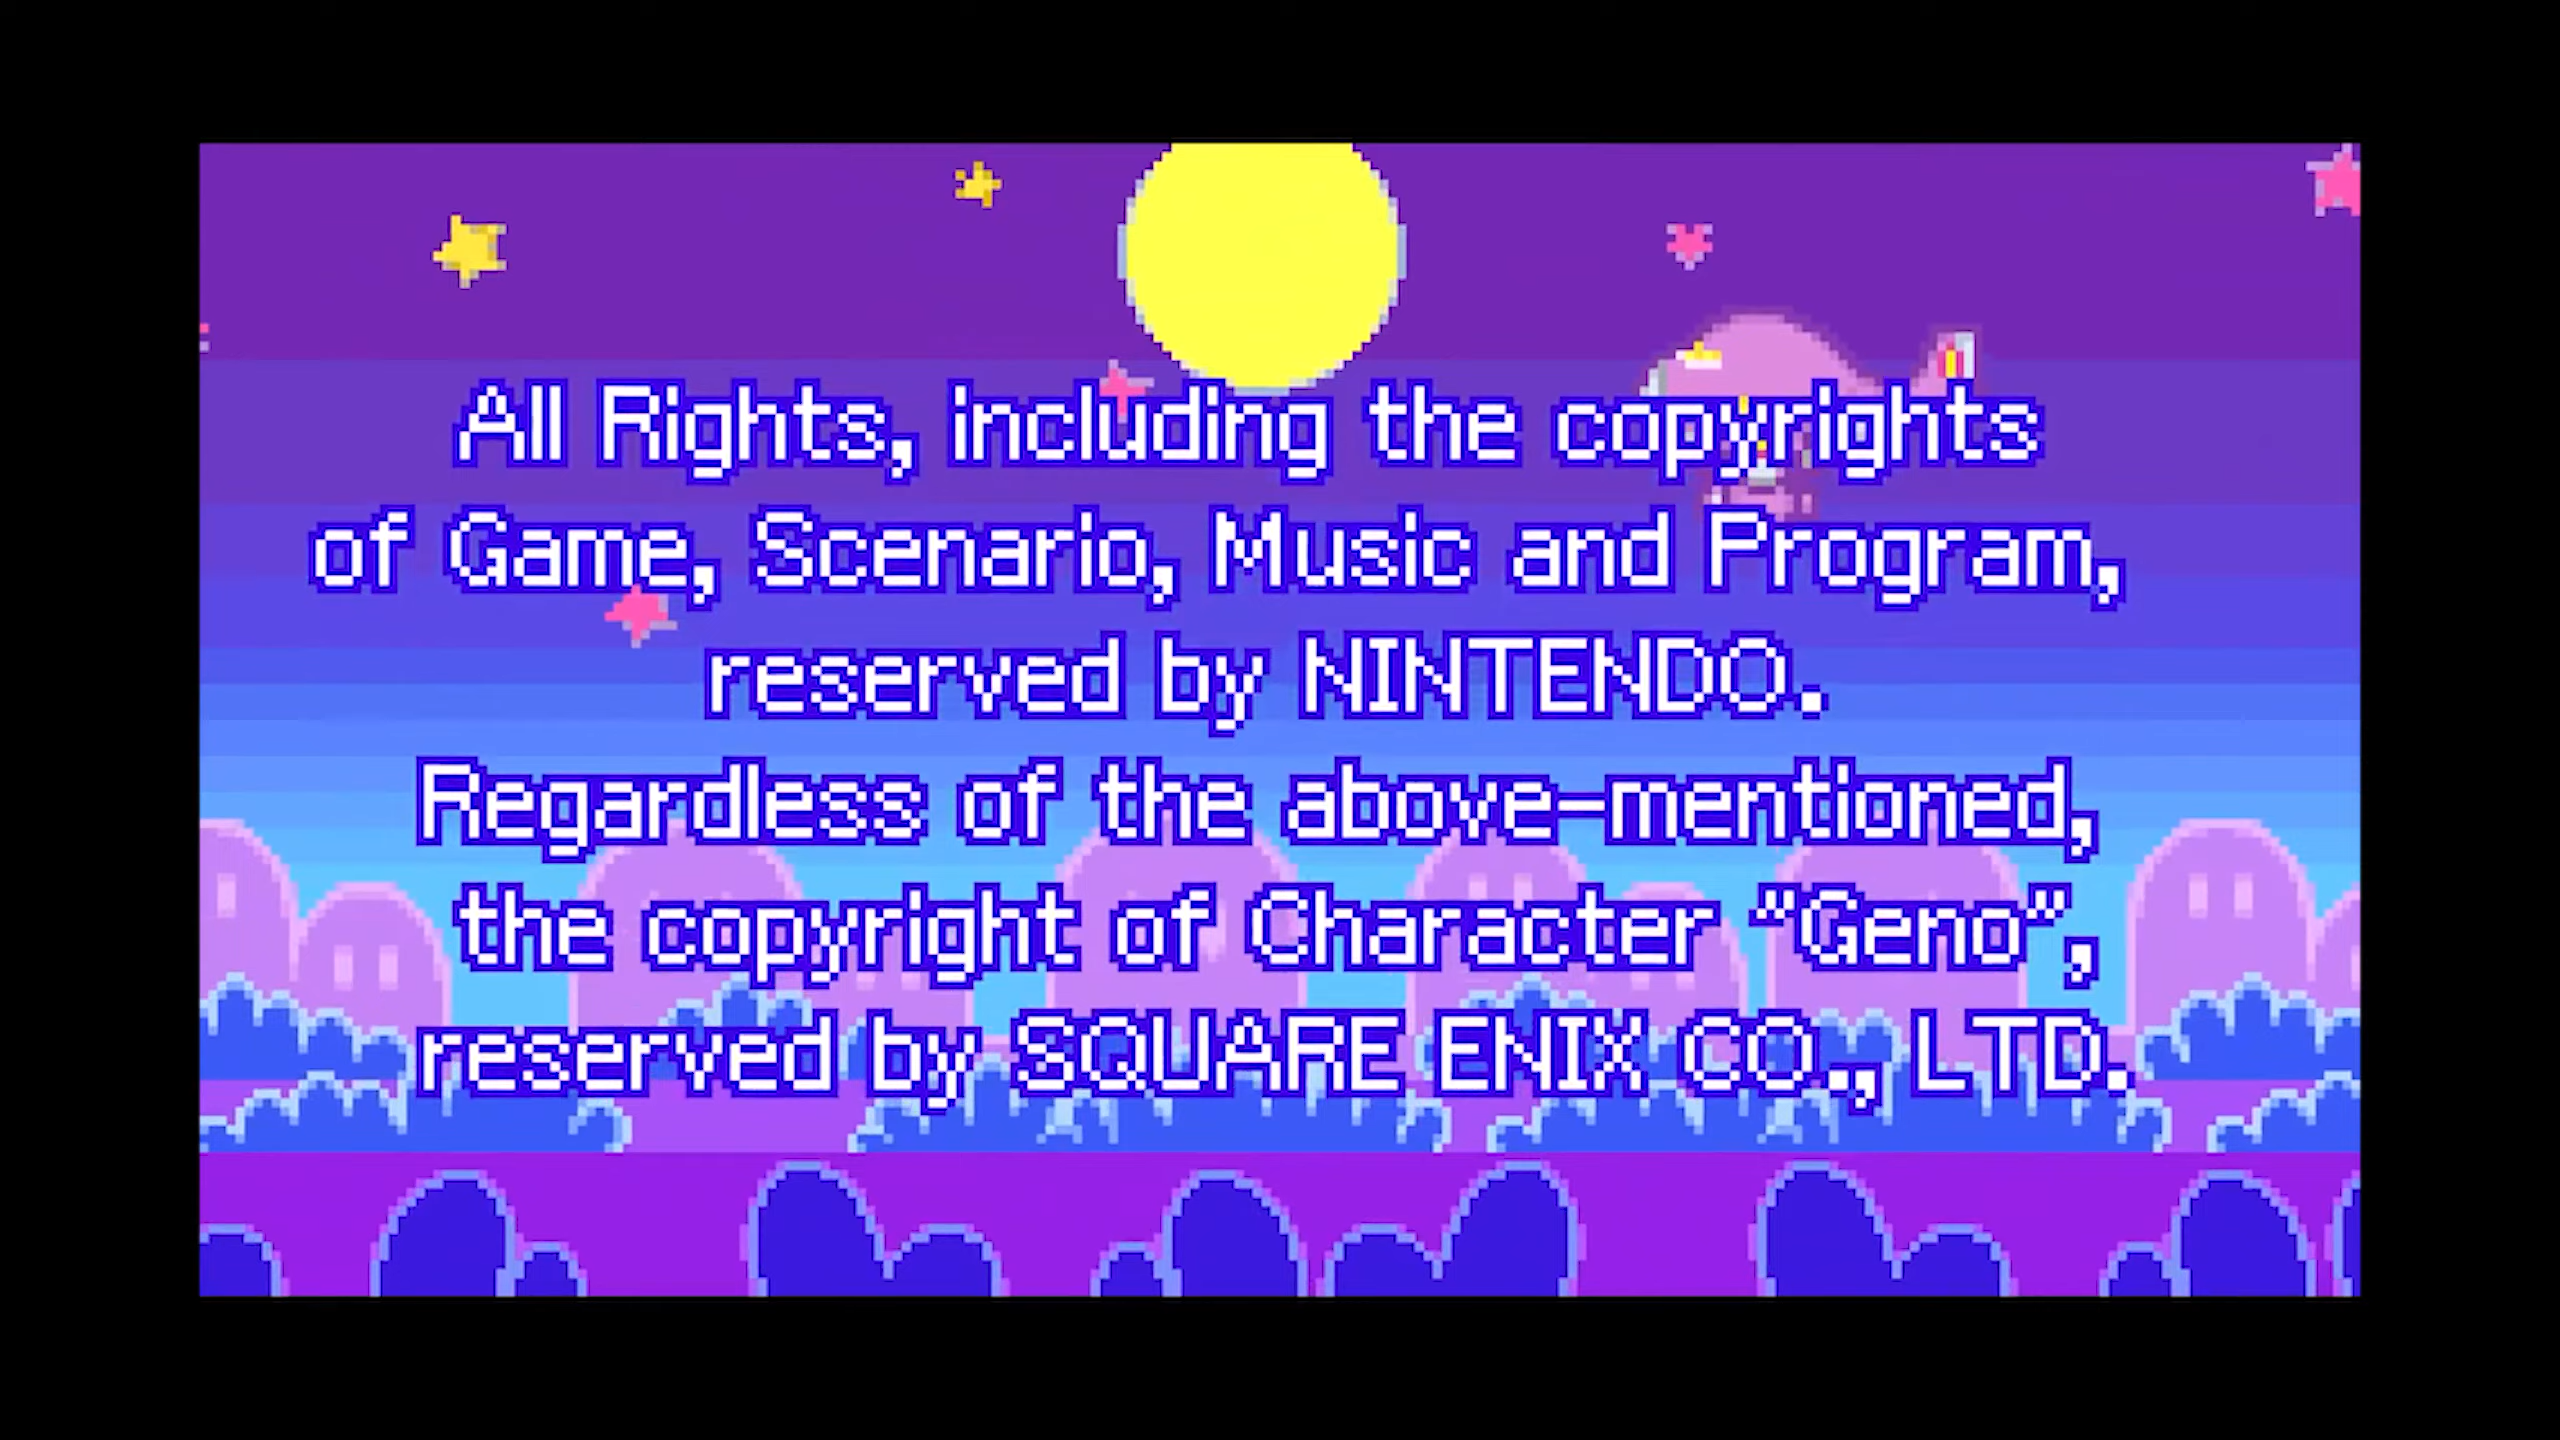 All Rights, including the copyrights
of Game, Scenario, Music and Program,
reserved by NINTENDO.
Regardless of the above-mentioned,
the copyright of Character "Geno",
reserved by SQUARE ENIX CO., LTD.